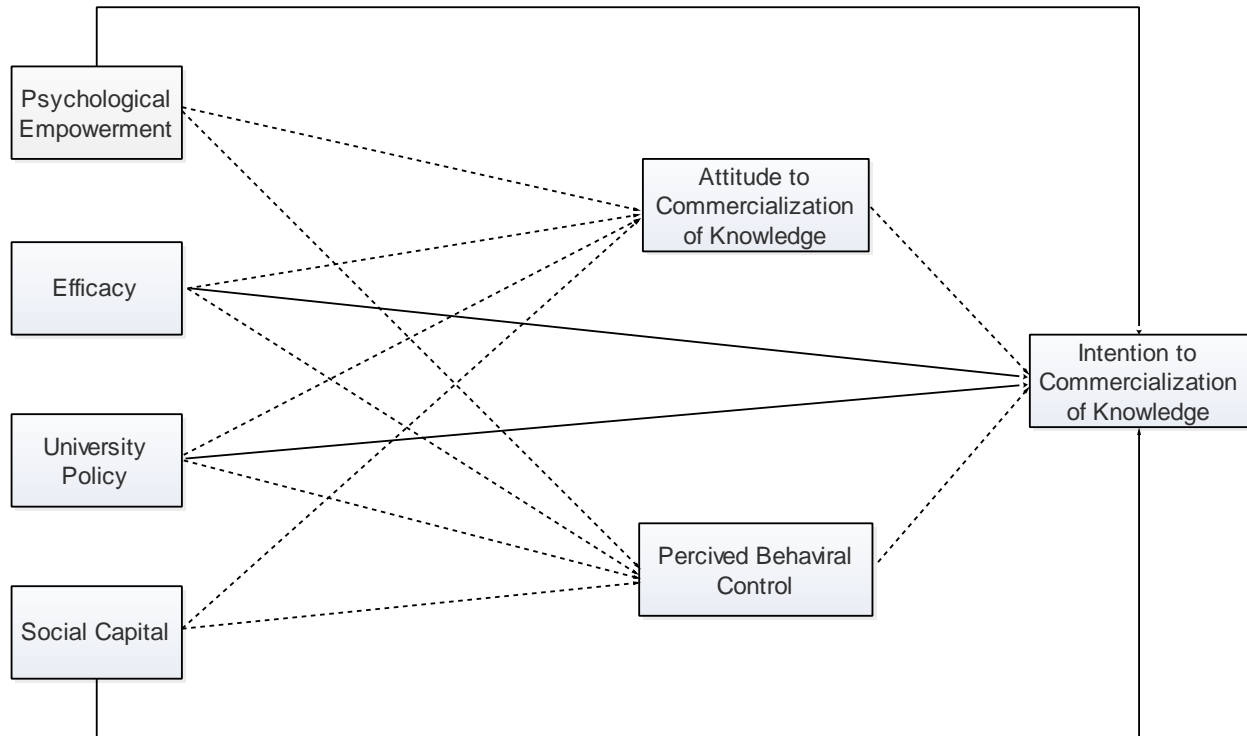 Psychological
Empowerment
Attitude to
Commercialization
of Knowledge
Efficacy
Intention to
Commercialization
of Knowledge
University
Policy
Percived Behaviral
Control
Social Capital